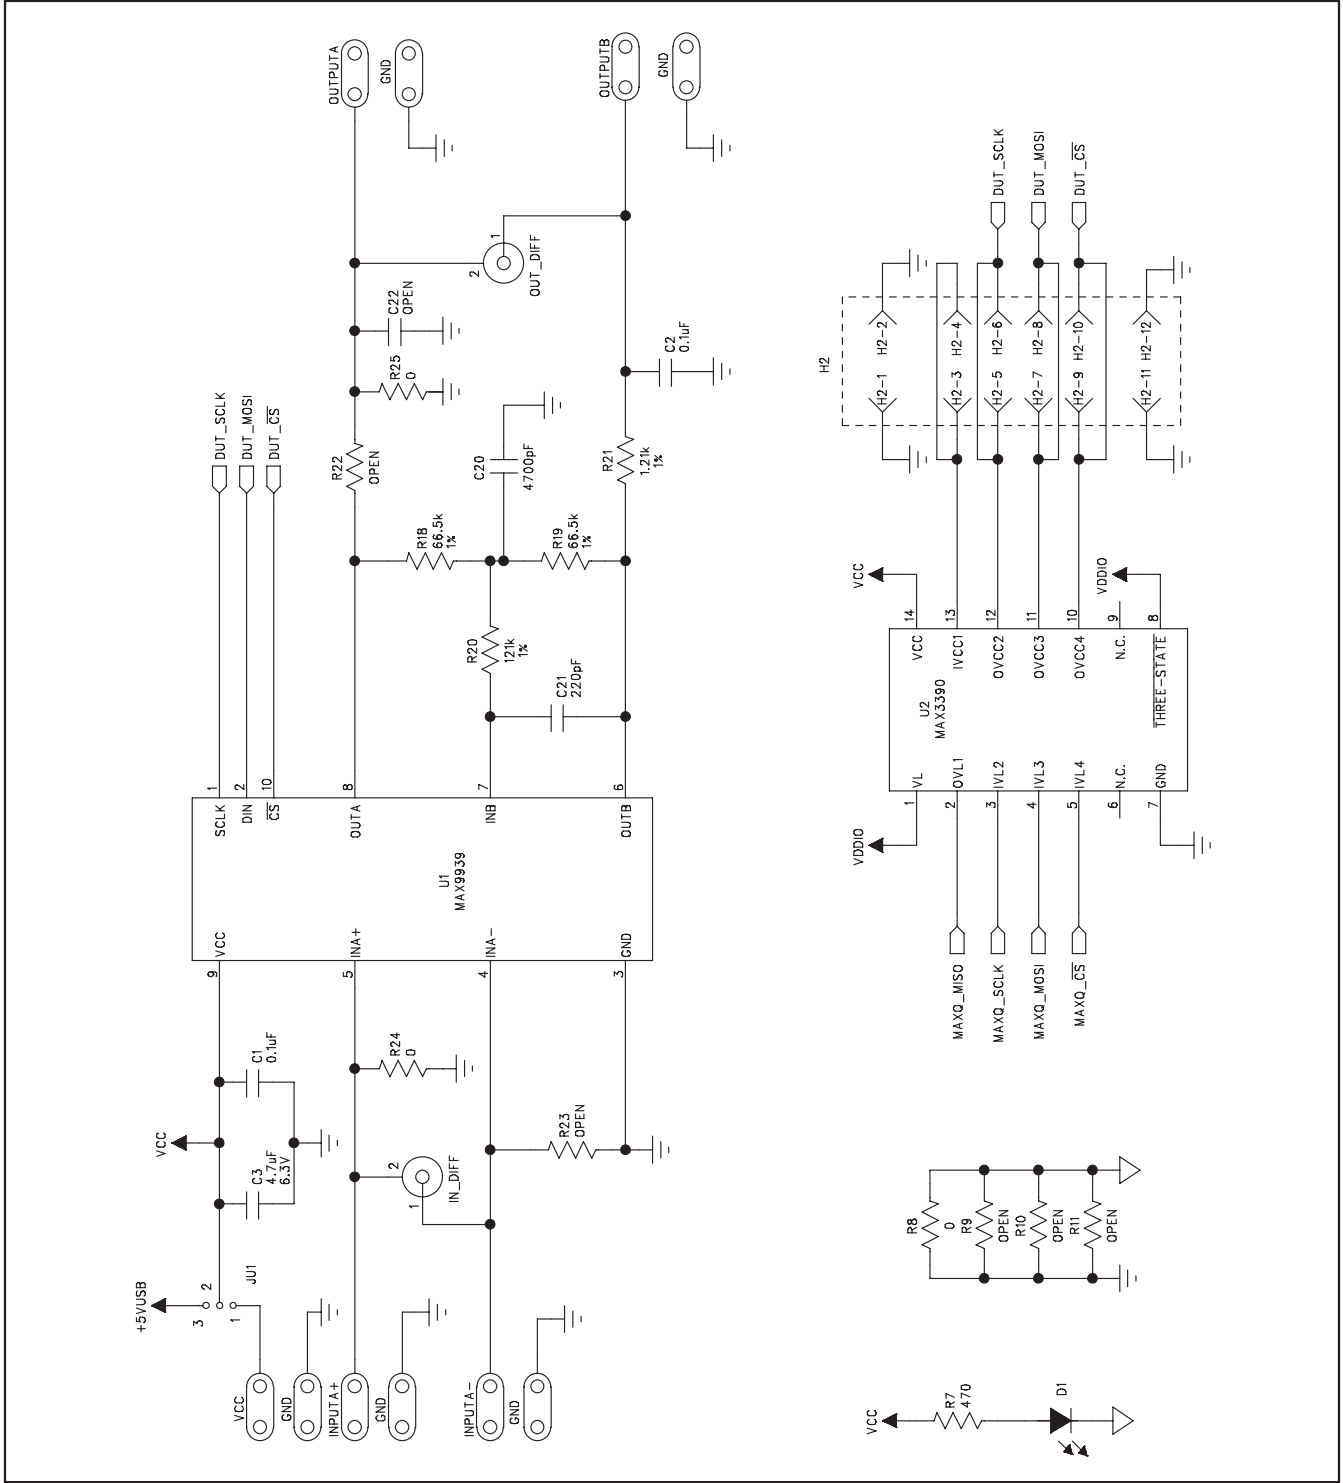 +5VUSB
3
2
1
JU1
VCC
GND
INPUTA+
GND
INPUTA-
GND
VCC
C3
4.7uF
6.3V
C1
0.1uF
2
1
IN_DIFF
R24
0
R23
OPEN
9
5
4
3
VCC
INA+
INA-
GND
U1
MAX9939
SCLK
DIN
CS
OUTA
INB
OUTB
1
2
10
8
7
6
DUT_SCLK
DUT_MOSI
DUT_CS
C21
220pF
R20
121k
1%
R18
66.5k
1%
R19
66.5k
1%
C20
4700pF
R22
OPEN
R21
1.21k
1%
R25
0
C22
OPEN
C2
0.1uF
2
1
OUT_DIFF
OUTPUTA
GND
OUTPUTB
GND
VCC
R7
470
D1
R8
0
R9
OPEN
R10
OPEN
R11
OPEN
MAXQ_MISO
MAXQ_SCLK
MAXQ_MOSI
MAXQ_CS
VDDIO
1
2
3
4
5
6
7
VL
OVL1
IVL2
IVL3
IVL4
N.C.
GND
U2
MAX3390
VCC
IVCC1
OVCC2
OVCC3
OVCC4
N.C.
THREE-STATE
14
13
12
11
10
9
8
VCC
VDDIO
H2
H2-1 H2-2
H2-3 H2-4
H2-5 H2-6
H2-7 H2-8
H2-9 H2-10
H2-11 H2-12
DUT_SCLK
DUT_MOSI
DUT_CS